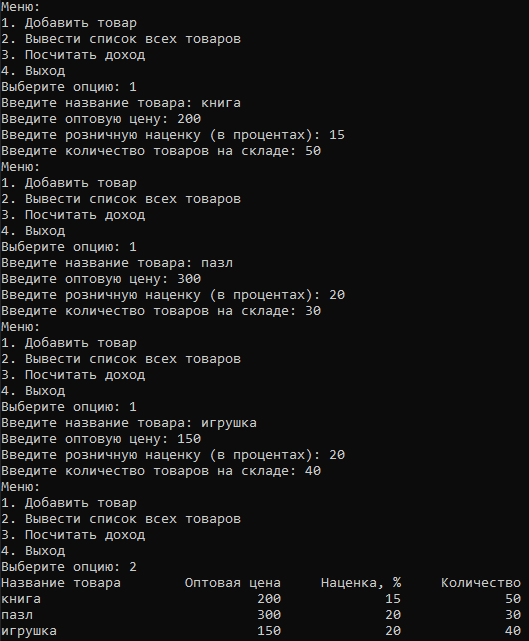 Меню:
1. Добавить товар
2. Вывести список всех товаров
3. Посчитать доход
4. Выход
Выберите опцию: 1
Введите название товара: книга
Введите оптовую цену: 200
Введите розничную наценку (в процентах): 15
Введите количество товаров на складе: 50
Меню:
1. Добавить товар
2. Вывести список всех товаров
3. Посчитать доход
4. Выход
Выберите опцию: 1
Введите название товара: пазл
Введите оптовую цену: 300
Введите розничную наценку (в процентах): 20
Введите количество товаров на складе: 30
Меню:
1. Добавить товар
2. Вывести список всех товаров
3. Посчитать доход
4. Выход
Выберите опцию: 1
Введите название товара: игрушка
Введите оптовую цену: 150
Введите розничную наценку (в процентах): 20
Введите количество товаров на складе: 40
Меню:
1. Добавить товар
2. Вывести список всех товаров
3. Посчитать доход
4. Выход
Выберите опцию: 2
Название товара Оптовая цена Наценка, % Количество
книга 200 15 50
пазл 300 20 30
игрушка 150 20 40